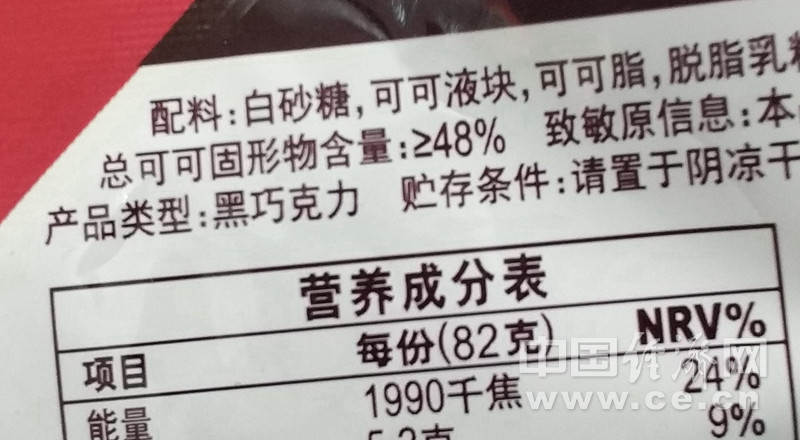 配料:白砂糖,可可液块,可可脂,脱脂乳
总可可固形物含量:≥48% 致敏原信息:本
产品类型:黑巧克力 贮存条件:请置于阴凉干
营养成分表
项目 每份(82克) NRV%
能量 1990千焦 24%
9%
中国经济网
www.ce.cn